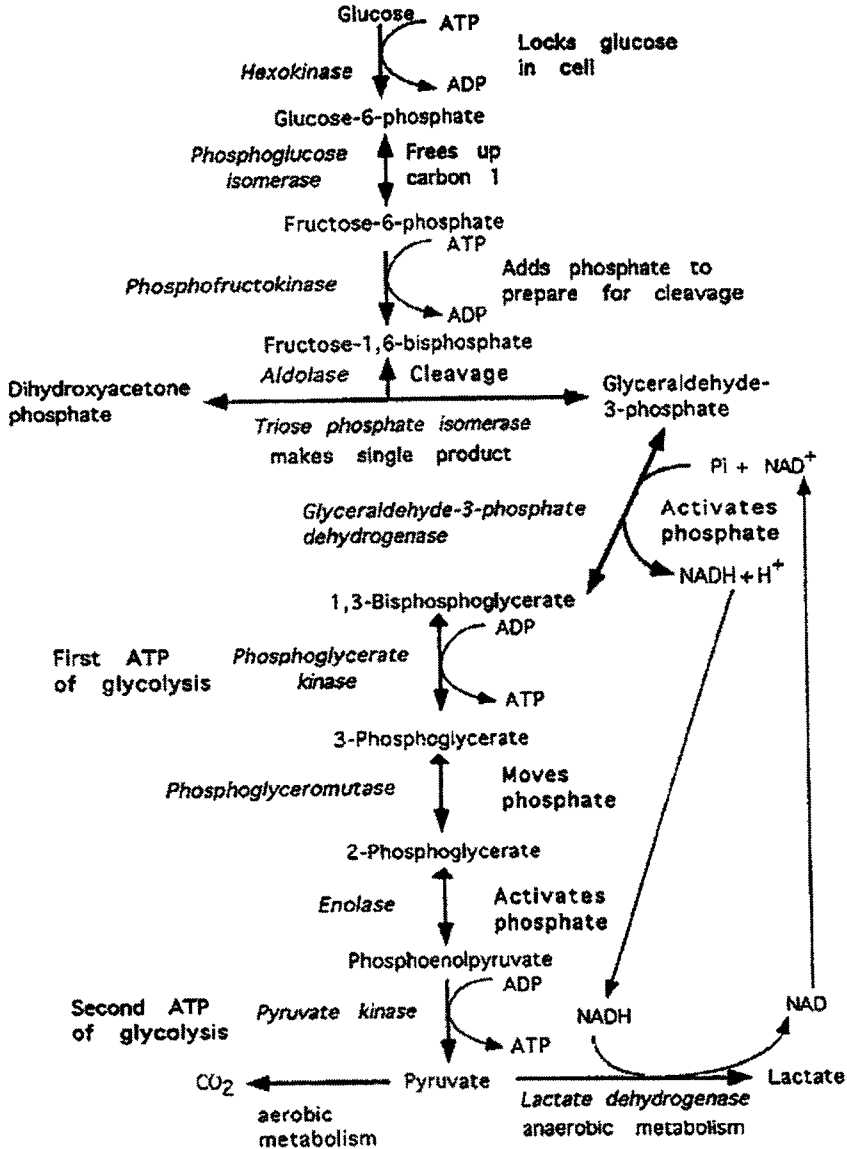 Glucose
ATP
Locks glucose
in cell
Hexokinase
ADP
Glucose-6-phosphate
Phosphoglucose
isomerase
Frees up
carbon 1
Fructose-6-phosphate
ATP
Phosphofructokinase
Adds phosphate to
prepare for cleavage
ADP
Fructose-1,6-bisphosphate
Aldolase
Cleavage
Dihydroxyacetone
phosphate
Glyceraldehyde-
3-phosphate
Triose phosphate isomerase
makes single product
Pi + NAD+
Glyceraldehyde-3-phosphate
dehydrogenase
Activates
phosphate
NADH + H+
1,3-Bisphosphoglycerate
ADP
First ATP
of glycolysis
Phosphoglycerate
kinase
ATP
3-Phosphoglycerate
Phosphoglyceromutase
Moves
phosphate
2-Phosphoglycerate
Enolase
Activates
phosphate
Phosphoenolpyruvate
ADP
Second ATP
of glycolysis
Pyruvate kinase
NADH
NAD
ATP
CO2
Pyruvate
Lactate
aerobic
metabolism
Lactate dehydrogenase
anaerobic metabolism